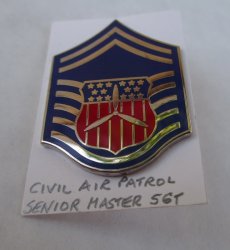 CIVIL AIR PATROL
SENIOR MASTER SGT